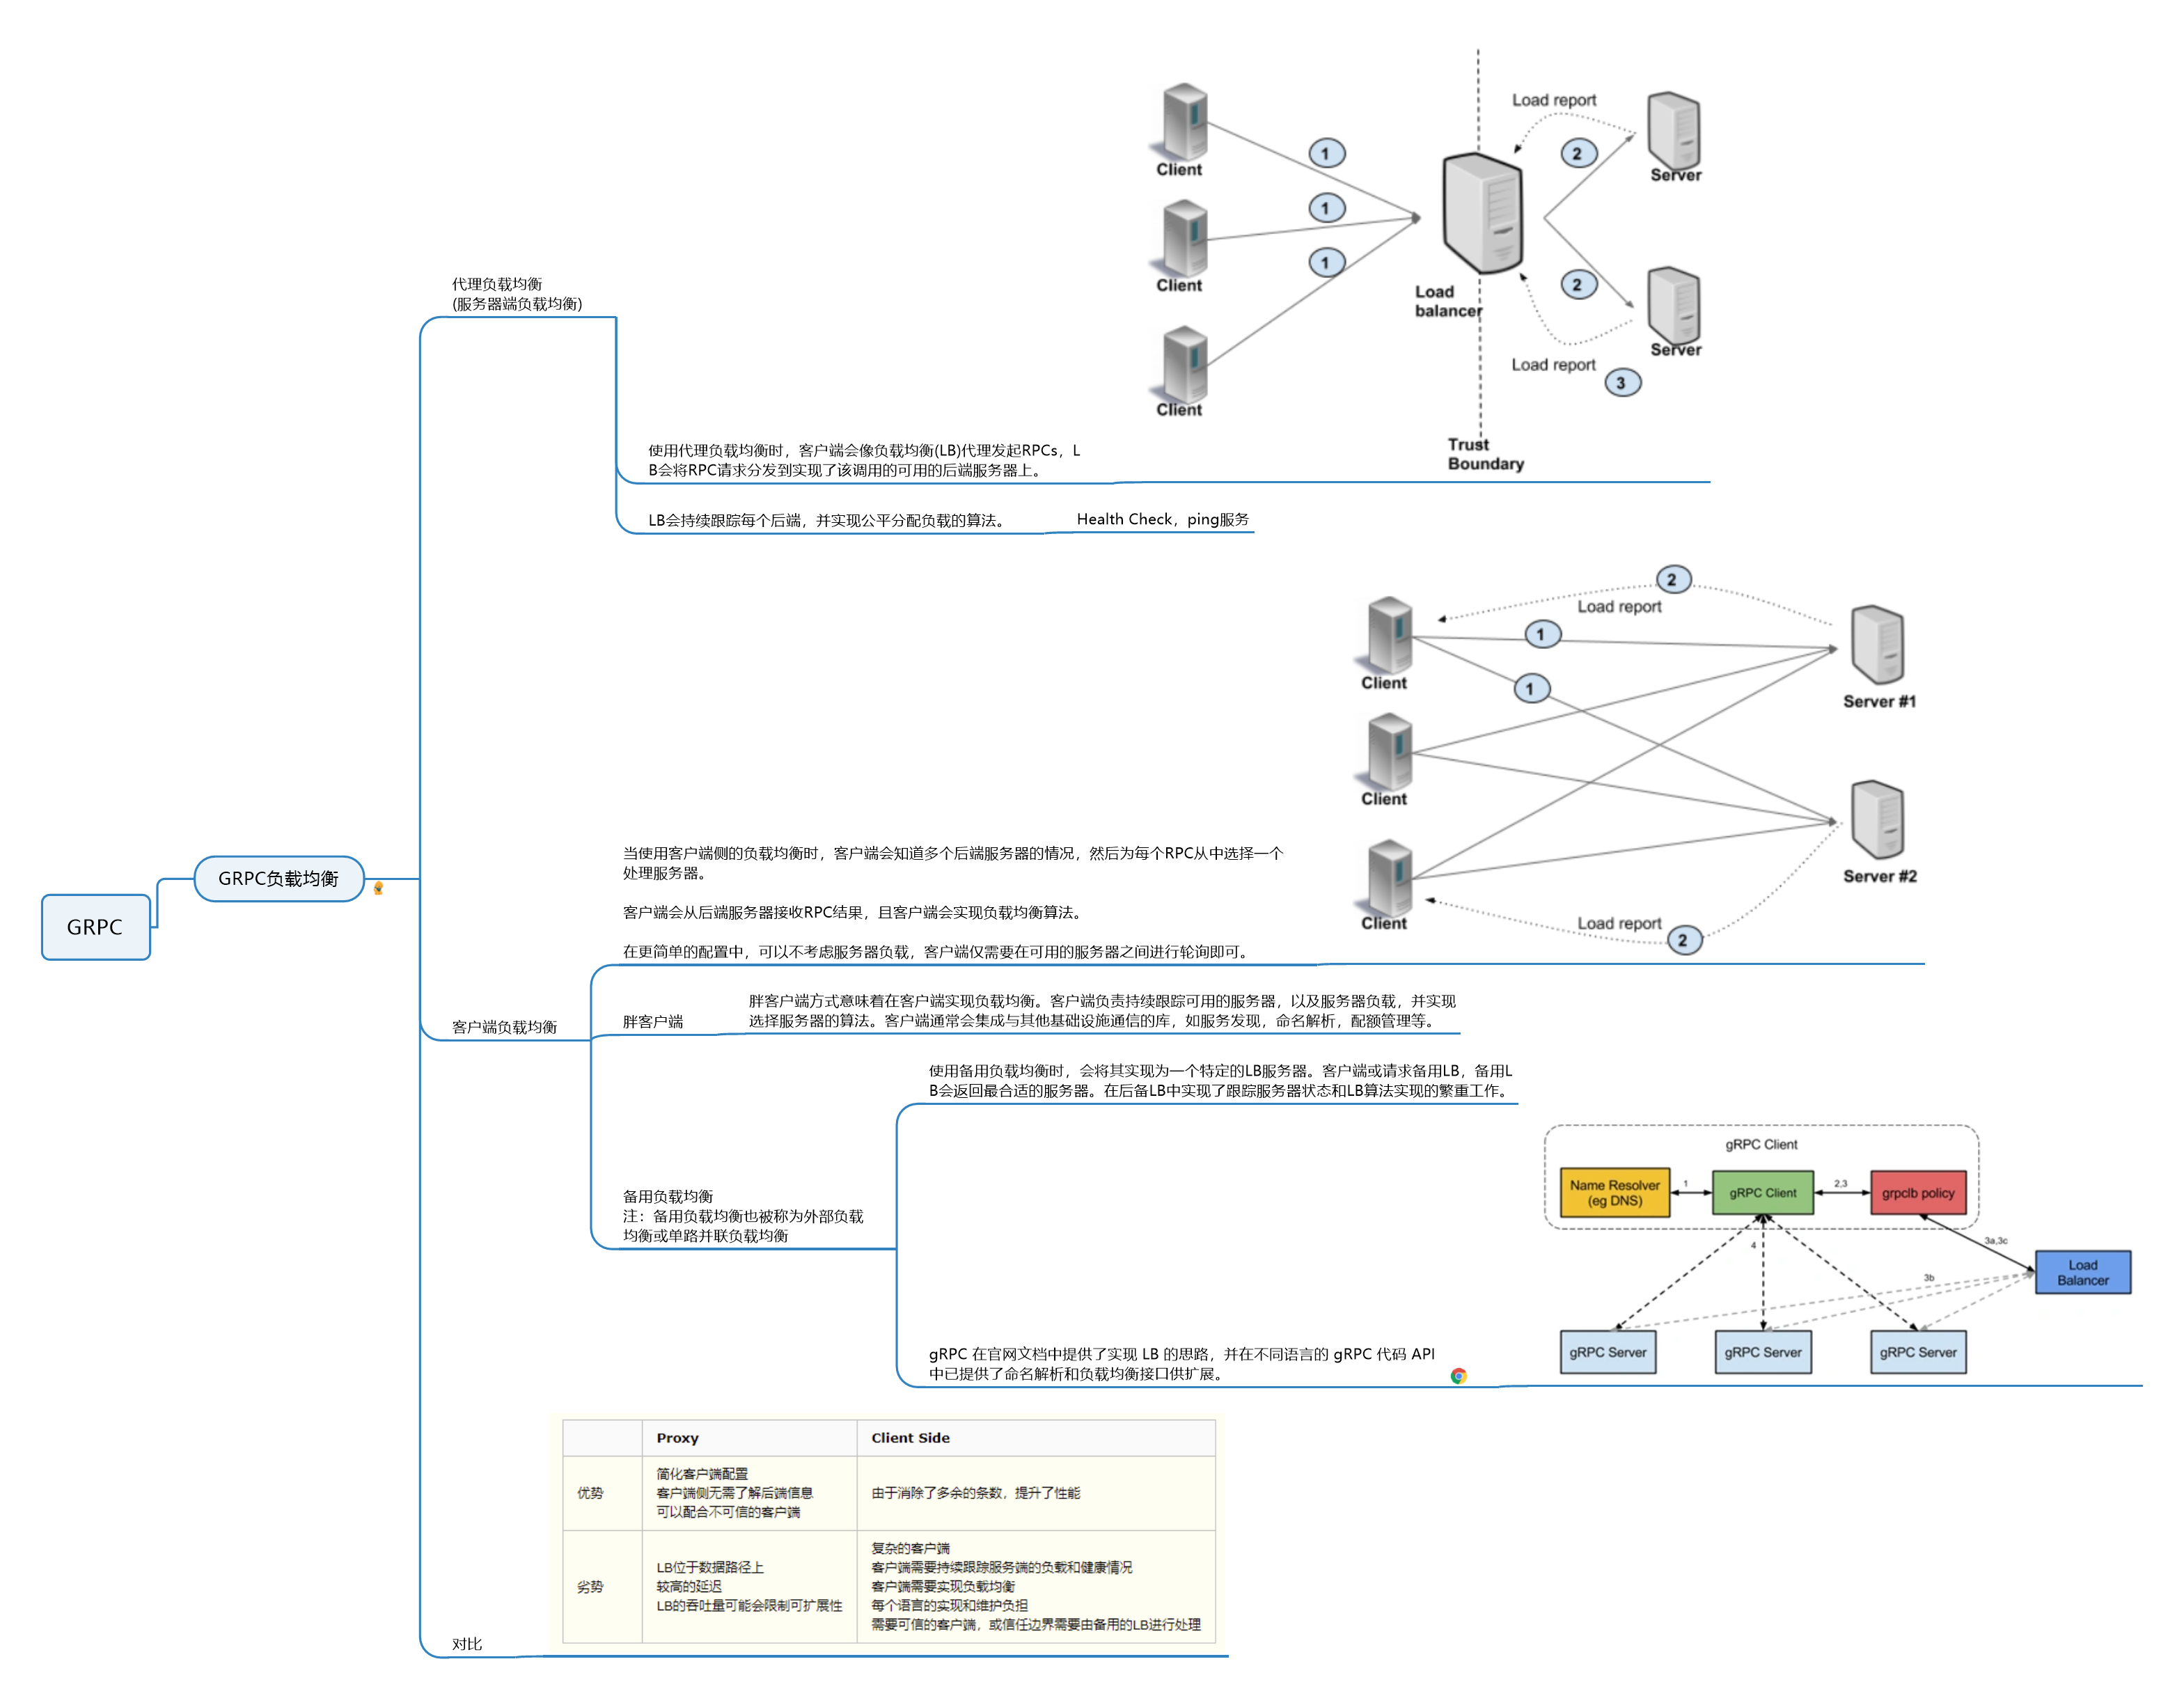 GRPC
GRPC负载均衡
代理负载均衡
(服务器端负载均衡)
使用代理负载均衡时，客户端会像负载均衡(LB)代理发起RPCs，L
B会将RPC请求分发到实现了该调用的可用的后端服务器上。
Client
Client
Client
1
1
1
Load
balancer
Trust
Boundary
Load report
2
Server
2
Server
Load report
3
LB会持续跟踪每个后端，并实现公平分配负载的算法。
Health Check，ping服务
客户端负载均衡
当使用客户端侧的负载均衡时，客户端会知道多个后端服务器的情况，然后为每个RPC从中选择一个
处理服务器。
客户端会从后端服务器接收RPC结果，且客户端会实现负载均衡算法。
在更简单的配置中，可以不考虑服务器负载，客户端仅需要在可用的服务器之间进行轮询即可。
2
Load report
1
1
Client
Server #1
Client
Server #2
Client
Load report
2
胖客户端
胖客户端方式意味着在客户端实现负载均衡。客户端负责持续跟踪可用的服务器，以及服务器负载，并实现
选择服务器的算法。客户端通常会集成与其他基础设施通信的库，如服务发现，命名解析，配额管理等。
备用负载均衡
注：备用负载均衡也被称为外部负载
均衡或单路并联负载均衡
使用备用负载均衡时，会将其实现为一个特定的LB服务器。客户端或请求备用LB，备用L
B会返回最合适的服务器。在后备LB中实现了跟踪服务器状态和LB算法实现的繁重工作。
gRPC 在官网文档中提供了实现 LB 的思路，并在不同语言的 gRPC 代码 API
中已提供了命名解析和负载均衡接口供扩展。
gRPC Client
Name Resolver
(eg DNS)
1
gRPC Client
2,3
grpclb policy
4
3a,3c
3b
Load
Balancer
gRPC Server
gRPC Server
gRPC Server
对比
Proxy
Client Side
优势
简化客户端配置
客户端侧无需了解后端信息
可以配合不可信的客户端
由于消除了多余的条数，提升了性能
劣势
LB位于数据路径上
较高的延迟
LB的吞吐量可能会限制可扩展性
复杂的客户端
客户端需要持续跟踪服务端的负载和健康情况
客户端需要实现负载均衡
每个语言的实现和维护负担
需要可信的客户端，或信任边界需要由备用的LB进行处理